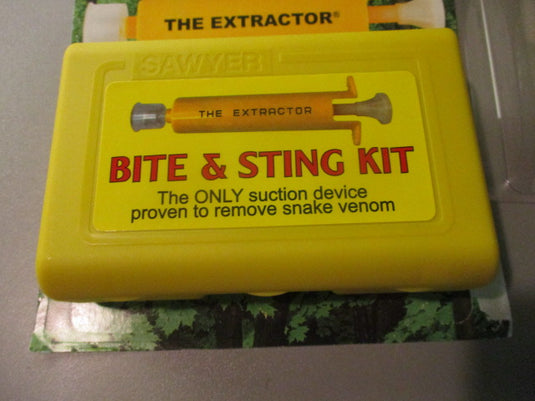 THE EXTRACTOR®
SAWYER
THE EXTRACTOR
BITE & STING KIT
The ONLY suction device
proven to remove snake venom